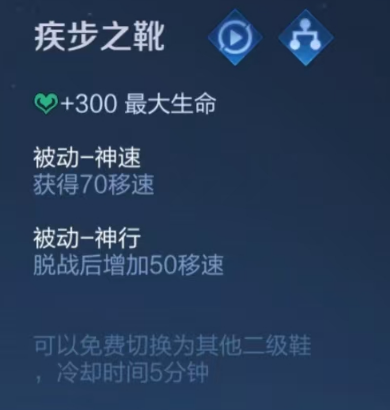 疾步之靴
+300 最大生命
被动–神速
获得70移速
被动–神行
脱战后增加50移速
可以免费切换为其他二级鞋
，冷却时间5分钟